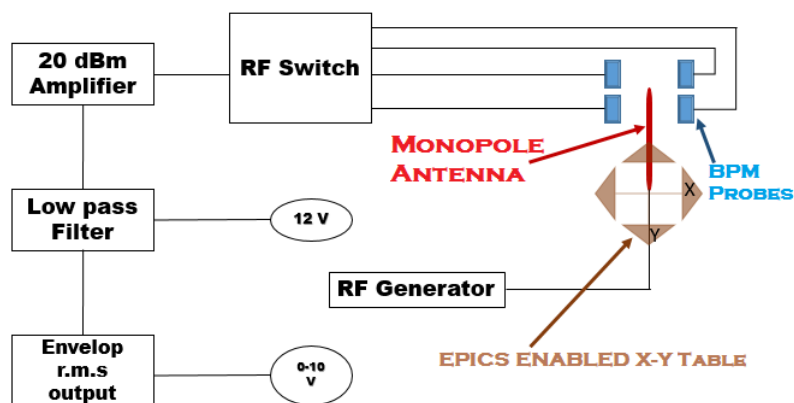 20 dBm
Amplifier
RF Switch
MONOPOLE
ANTENNA
BPM
PROBES
X
Y
Low pass
Filter
12 V
RF Generator
EPICS ENABLED X-Y TABLE
Envelop
r.m.s
output
0-10
V